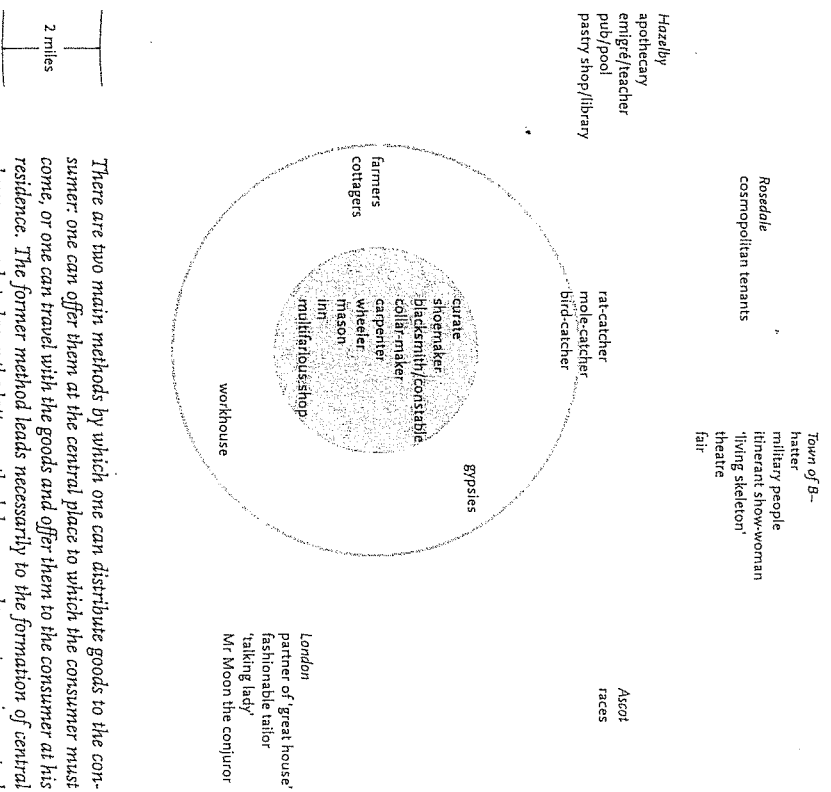 Town of B–
hatter
military people
itinerant show-woman
'living skeleton'
theatre
fair
Rosedale
cosmopolitan tenants
Hazelby
apothecary
emigré/teacher
pub/pool
pastry shop/library
Ascot
races
rat-catcher
mole-catcher
bird-catcher
gypsies
curate
shoemaker
blacksmith/constable
collar-maker
carpenter
wheeler
mason
inn
multifarious shop
farmers
cottagers
workhouse
London
partner of 'great house'
fashionable tailor
'talking lady'
Mr Moon the conjuror
2 miles
There are two main methods by which one can distribute goods to the con-
sumer: one can offer them at the central place to which the consumer must
come, or one can travel with the goods and offer them to the consumer at his
residence. The former method leads necessarily to the formation of central